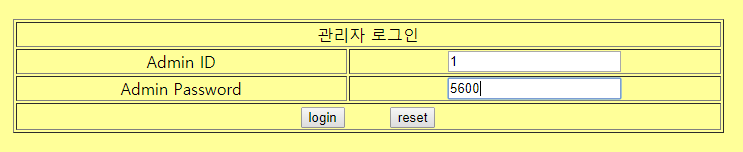 관리자 로그인
Admin ID 1
Admin Password 5600
login reset